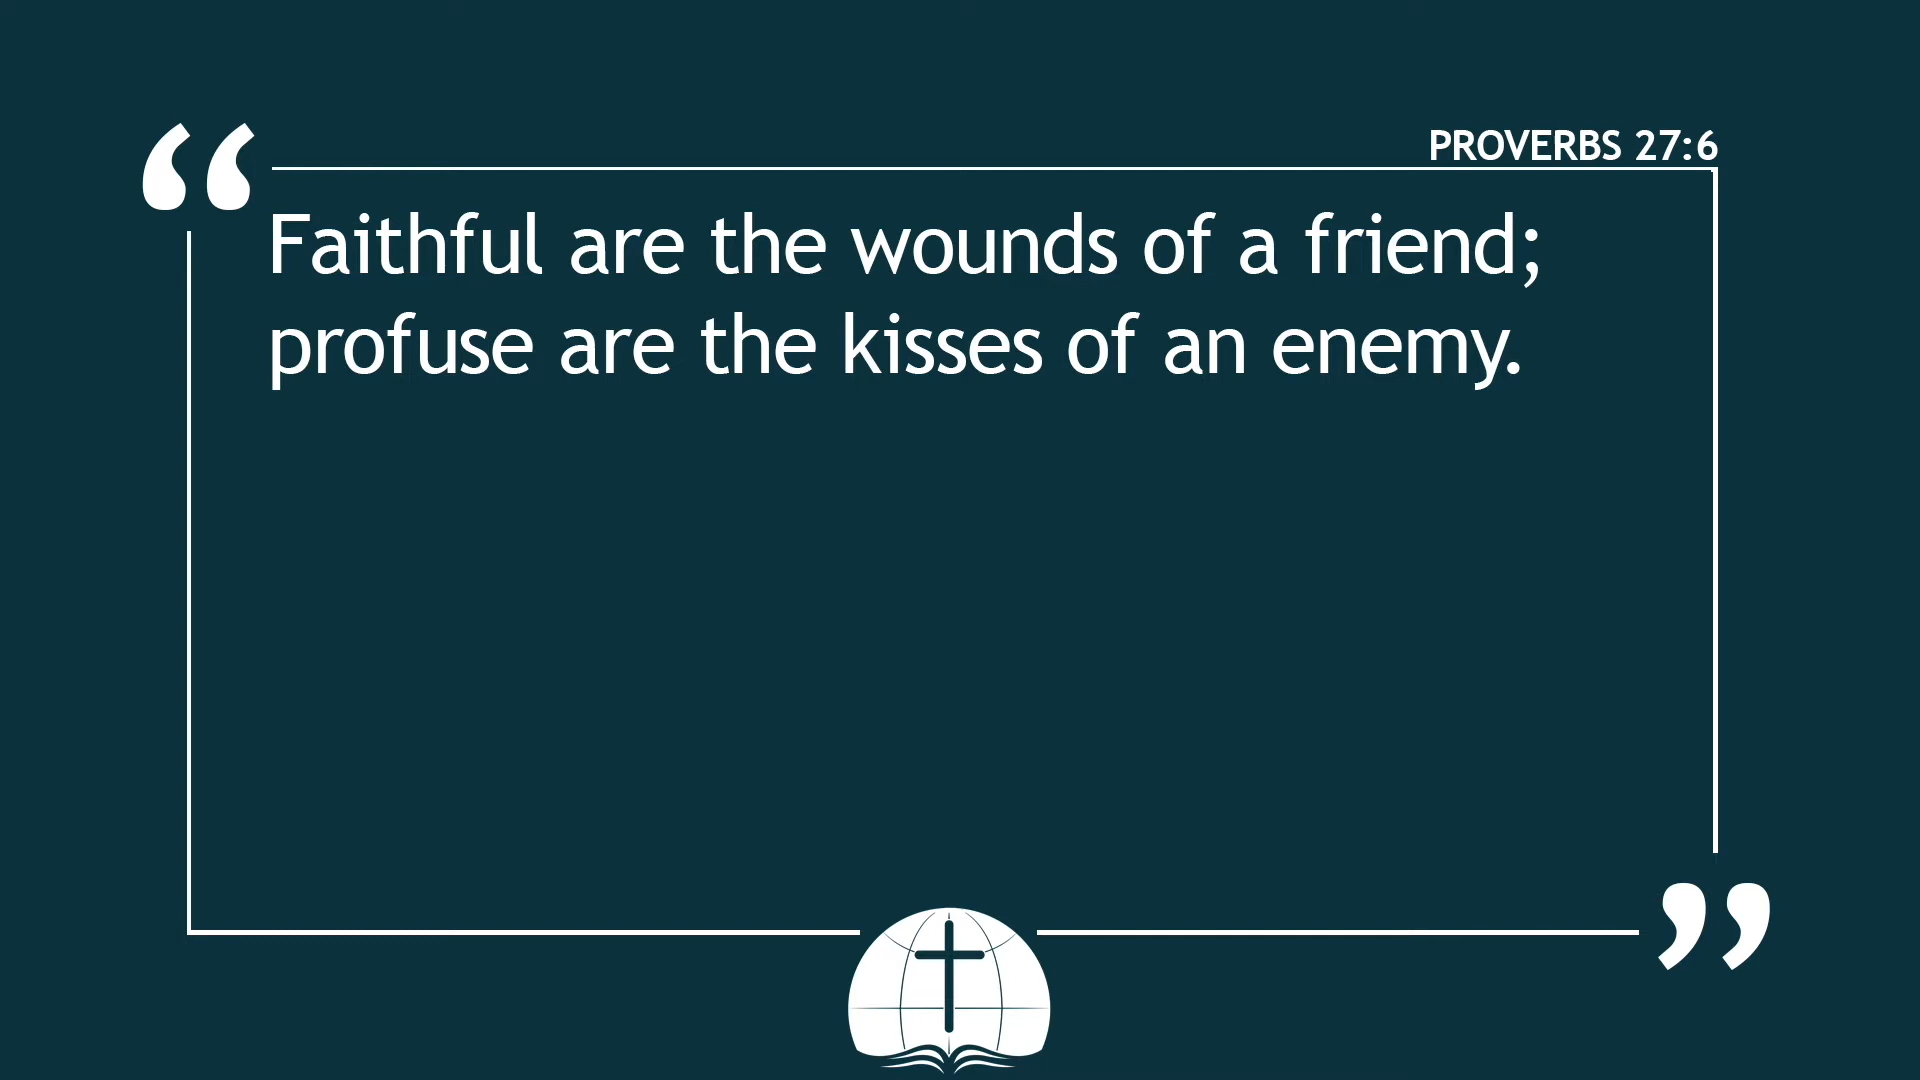 “
PROVERBS 27:6
Faithful are the wounds of a friend;
profuse are the kisses of an enemy.
”